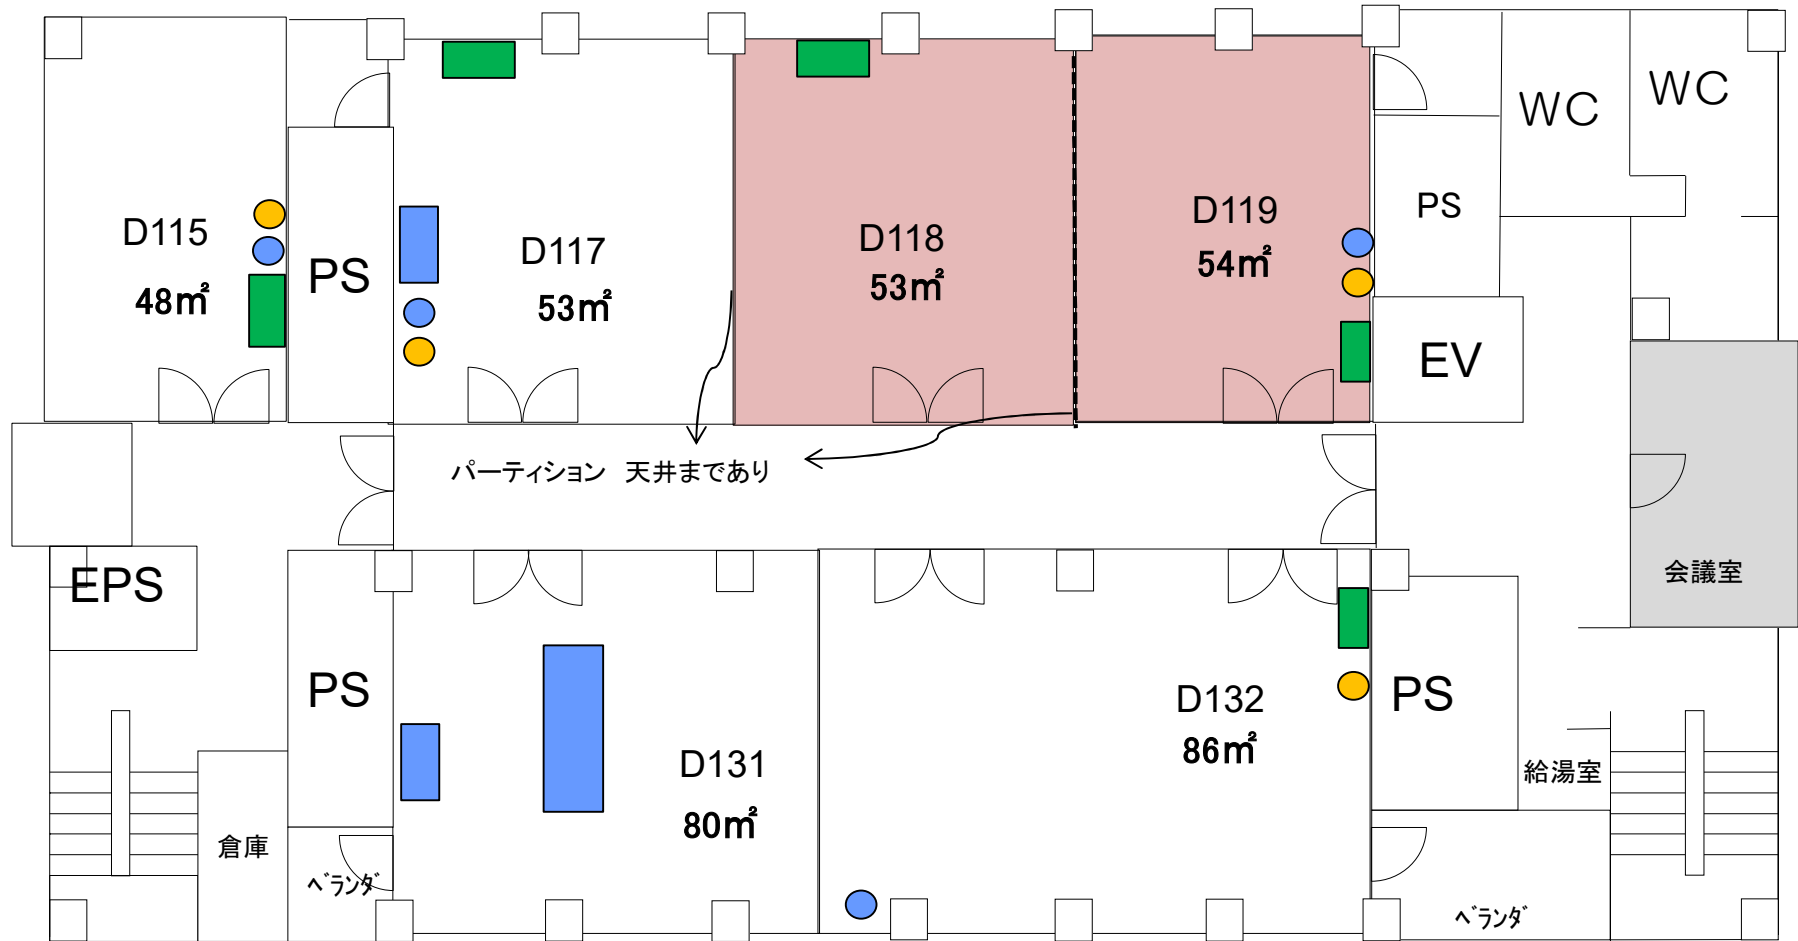 WC
WC
D115
48㎡
PS
D117
53㎡
D118
53㎡
D119
54㎡
PS
EV
パーティション 天井まであり
EPS
会議室
PS
D131
80㎡
D132
86㎡
PS
給湯室
倉庫
ベランダ
ベランダ